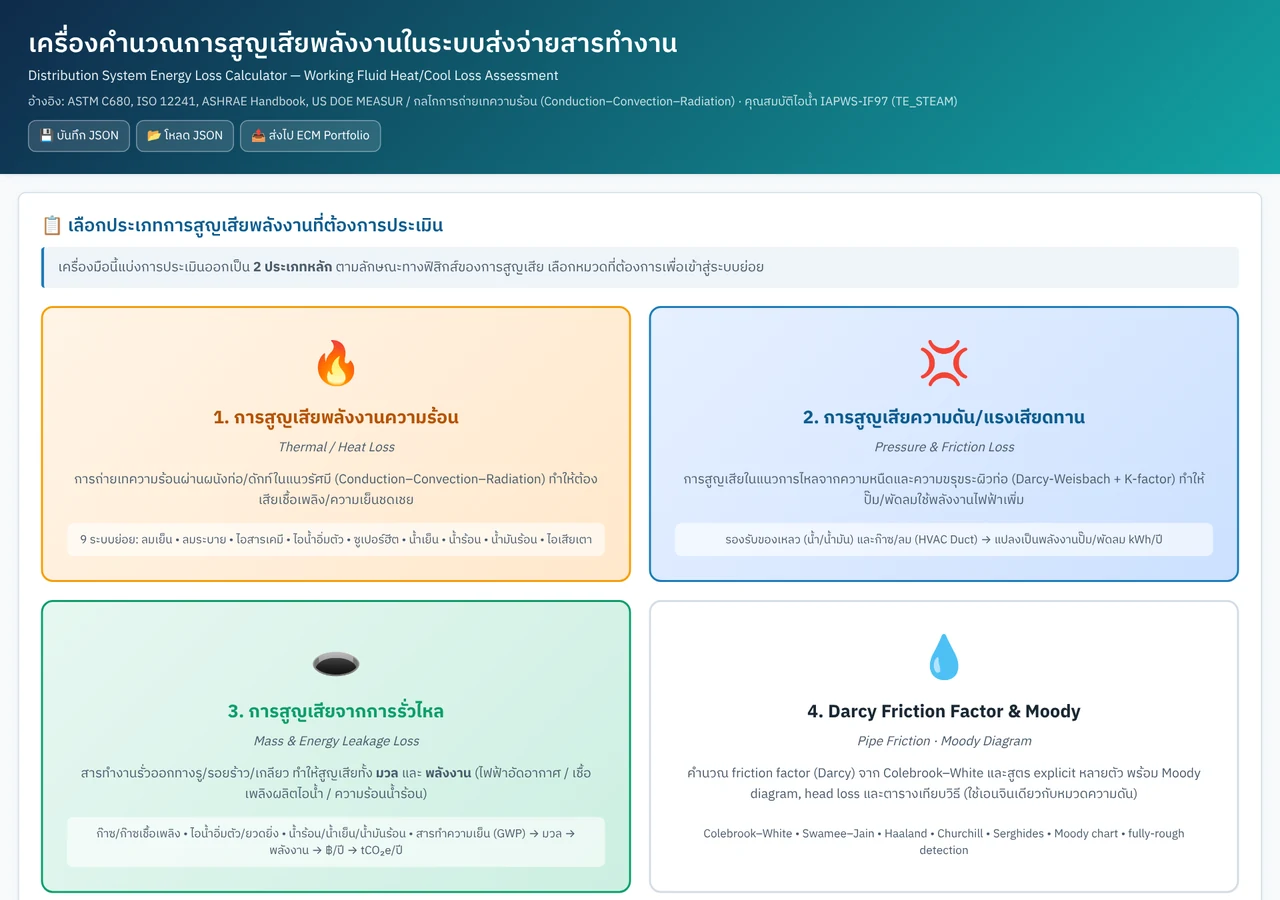 เครื่องคำนวณการสูญเสียพลังงานในระบบส่งจ่ายสารทำงาน
Distribution System Energy Loss Calculator — Working Fluid Heat/Cool Loss Assessment
อ้างอิง: ASTM C680, ISO 12241, ASHRAE Handbook, US DOE MEASUR / กลไกการถ่ายเทความร้อน (Conduction–Convection–Radiation) · คุณสมบัติไอน้ำ IAPWS-IF97 (TE_STEAM)
💾 บันทึก JSON
📂 โหลด JSON
📤 ส่งไป ECM Portfolio
📋 เลือกประเภทการสูญเสียพลังงานที่ต้องการประเมิน
เครื่องมือนี้แบ่งการประเมินออกเป็น 2 ประเภทหลัก ตามลักษณะทางฟิสิกส์ของการสูญเสีย เลือกหมวดที่ต้องการเพื่อเข้าสู่ระบบย่อย
1. การสูญเสียพลังงานความร้อน
Thermal / Heat Loss
การถ่ายเทความร้อนผ่านผนังท่อ/ดักท์ในแนวรัศมี (Conduction–Convection–Radiation) ทำให้ต้อง
เสียเชื้อเพลิง/ความเย็นชดเชย
9 ระบบย่อย: ลมเย็น • ลมระบาย • ไอสารเคมี • ไอน้ำอิ่มตัว • ซูเปอร์ฮีต • น้ำเย็น • น้ำร้อน • น้ำมันร้อน • ไอเสียเตา
2. การสูญเสียความดัน/แรงเสียดทาน
Pressure & Friction Loss
การสูญเสียในแนวการไหลจากความหนืดและความขรุขระผิวท่อ (Darcy-Weisbach + K-factor) ทำให้
ปั๊ม/พัดลมใช้พลังงานไฟฟ้าเพิ่ม
รองรับของเหลว (น้ำ/น้ำมัน) และก๊าซ/ลม (HVAC Duct) → แปลงเป็นพลังงานปั๊ม/พัดลม kWh/ปี
3. การสูญเสียจากการรั่วไหล
Mass & Energy Leakage Loss
สารทำงานรั่วออกทางรู/รอยร้าว/เกลียว ทำให้สูญเสียทั้ง มวล และ พลังงาน (ไฟฟ้าอัดอากาศ / เชื้อ
เพลิงผลิตไอน้ำ / ความร้อนน้ำร้อน)
ก๊าซ/ก๊าซเชื้อเพลิง • ไอน้ำอิ่มตัว/ยวดยิ่ง • น้ำร้อน/น้ำเย็น/น้ำมันร้อน • สารทำความเย็น (GWP) → มวล →
พลังงาน → ฿/ปี → tCO₂e/ปี
4. Darcy Friction Factor & Moody
Pipe Friction · Moody Diagram
คำนวณ friction factor (Darcy) จาก Colebrook–White และสูตร explicit หลายตัว พร้อม Moody
diagram, head loss และตารางเทียบวิธี (ใช้เอนจินเดียวกับหมวดความดัน)
Colebrook–White • Swamee–Jain • Haaland • Churchill • Serghides • Moody chart • fully-rough
detection